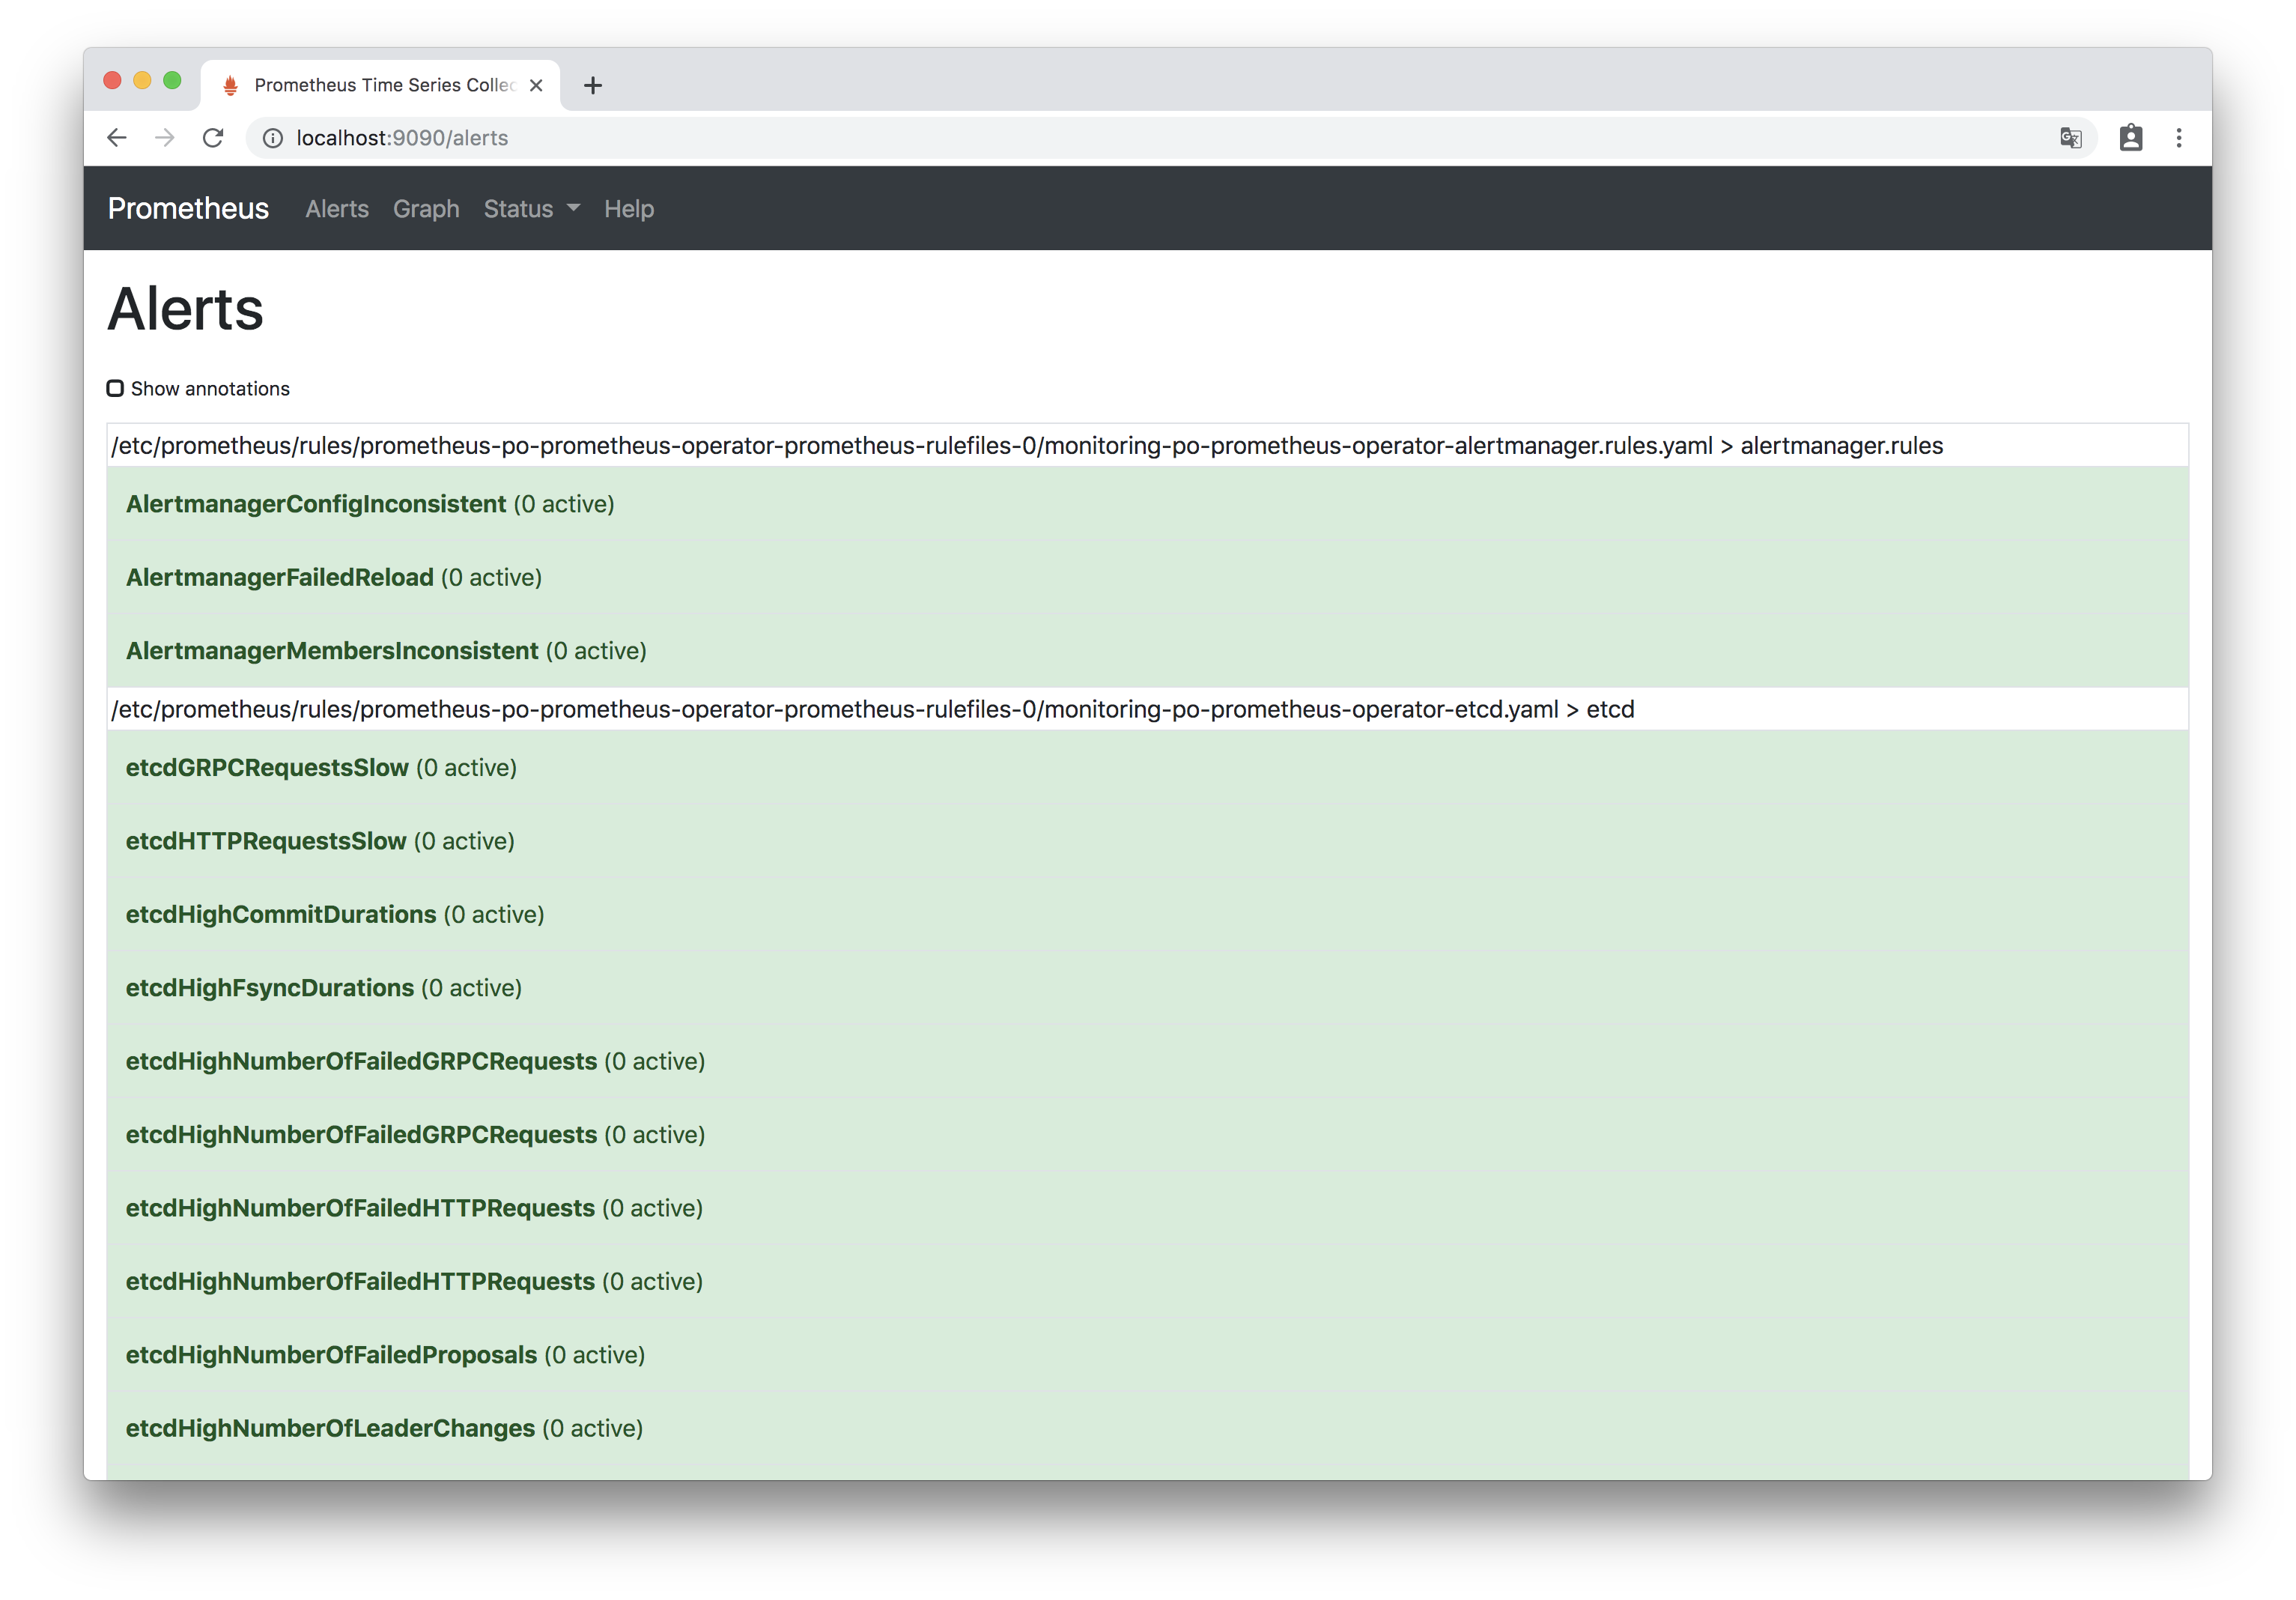 Prometheus Time Series Collec
localhost:9090/alerts
Prometheus Alerts Graph Status Help
Alerts
Show annotations
/etc/prometheus/rules/prometheus-po-prometheus-operator-prometheus-rulefiles-0/monitoring-po-prometheus-operator-alertmanager.rules.yaml > alertmanager.rules
AlertmanagerConfigInconsistent (0 active)
AlertmanagerFailedReload (0 active)
AlertmanagerMembersInconsistent (0 active)
/etc/prometheus/rules/prometheus-po-prometheus-operator-prometheus-rulefiles-0/monitoring-po-prometheus-operator-etcd.yaml > etcd
etcdGRPCRequestsSlow (0 active)
etcdHTTPRequestsSlow (0 active)
etcdHighCommitDurations (0 active)
etcdHighFsyncDurations (0 active)
etcdHighNumberOfFailedGRPCRequests (0 active)
etcdHighNumberOfFailedGRPCRequests (0 active)
etcdHighNumberOfFailedHTTPRequests (0 active)
etcdHighNumberOfFailedHTTPRequests (0 active)
etcdHighNumberOfFailedProposals (0 active)
etcdHighNumberOfLeaderChanges (0 active)